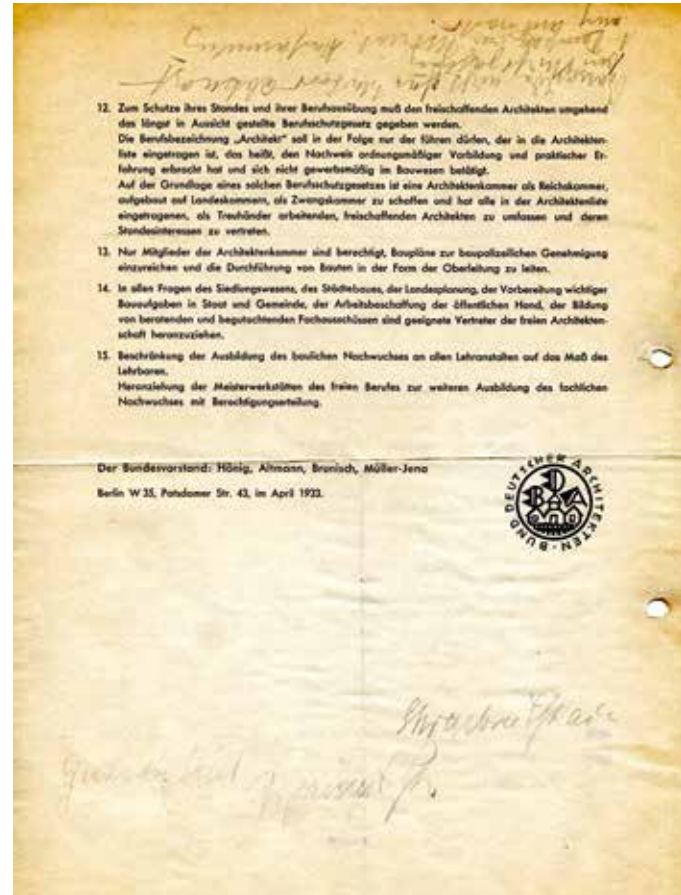 12. Zum Schutze ihres Standes und ihrer Berufsausübung muß den freischaffenden Architekten umgehend
das längst in Aussicht gestellte Berufsschutzgesetz gegeben werden.
Die Berufsbezeichnung „Architekt" soll in der Folge nur der führen dürfen, der in die Architekten-
liste eingetragen ist, das heißt, den Nachweis ordnungsmäßiger Vorbildung und praktischer Er-
fahrung erbracht hat und sich nicht gewerbsmäßig im Bauwesen betätigt.
Auf der Grundlage eines solchen Berufsschutzgesetzes ist eine Architektenkammer als Reichskammer,
aufgebaut auf Landeskammern, als Zwangskammer zu schaffen und hat alle in der Architektenliste
eingetragenen, als Treuhänder arbeitenden, freischaffenden Architekten zu umfassen und deren
Standesinteressen zu vertreten.
13. Nur Mitglieder der Architektenkammer sind berechtigt, Baupläne zur baupolizeilichen Genehmigung
einzureichen und die Durchführung von Bauten in der Form der Oberleitung zu leiten.
14. In allen Fragen des Siedlungswesens, des Städtebaues, der Landesplanung, der Vorbereitung wichtiger
Bauaufgaben in Staat und Gemeinde, der Arbeitsbeschaffung der öffentlichen Hand, der Bildung
von beratenden und begutachtenden Fachausschüssen sind geeignete Vertreter der freien Architekten-
schaft heranzuziehen.
15. Beschränkung der Ausbildung des baulichen Nachwuchses an allen Lehranstalten auf das Maß des
Lehrbaren.
Heranziehung der Meisterwerkstätten des freien Berufes zur weiteren Ausbildung des fachlichen
Nachwuchses mit Berechtigungserteilung.
Der Bundesvorstand: Hönig, Altmann, Brunisch, Müller-Jena
Berlin W 35, Potsdamer Str. 43, im April 1933.
BUND DEUTSCHER ARCHITEKTEN
BDA